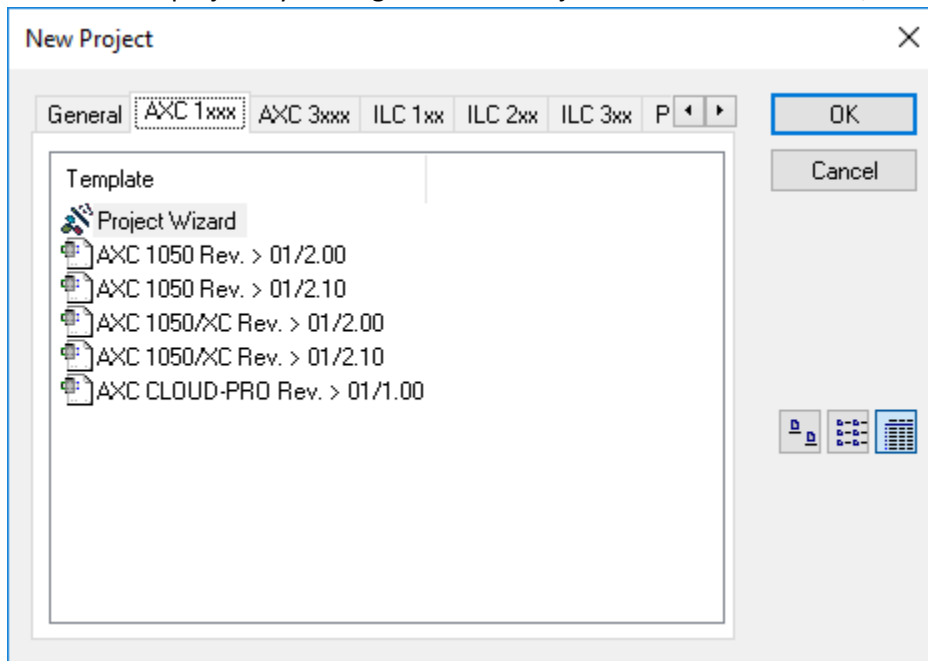 New Project
General AXC 1xxx AXC 3xxx ILC 1xx ILC 2xx ILC 3xx P
OK
Cancel
Template
Project Wizard
AXC 1050 Rev. > 01/2.00
AXC 1050 Rev. > 01/2.10
AXC 1050/XC Rev. > 01/2.00
AXC 1050/XC Rev. > 01/2.10
AXC CLOUD-PRO Rev. > 01/1.00